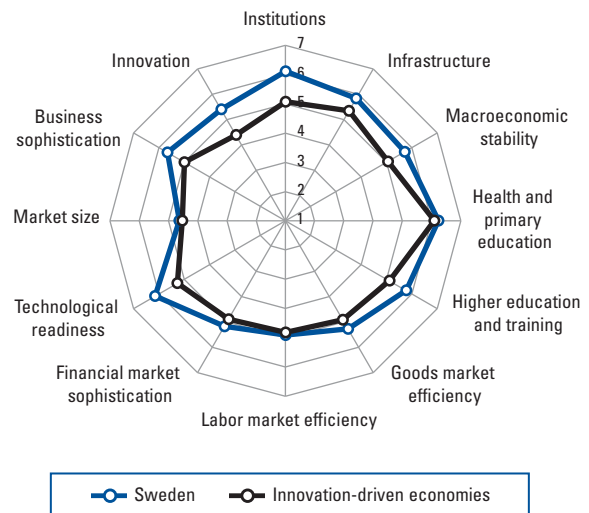 Institutions
7
Innovation
6
Infrastructure
5
Business
sophistication
Macroeconomic
stability
4
3
2
Market size
1
Health and
primary
education
Technological
readiness
Higher education
and training
Financial market
sophistication
Goods market
efficiency
Labor market efficiency
Sweden
Innovation-driven economies